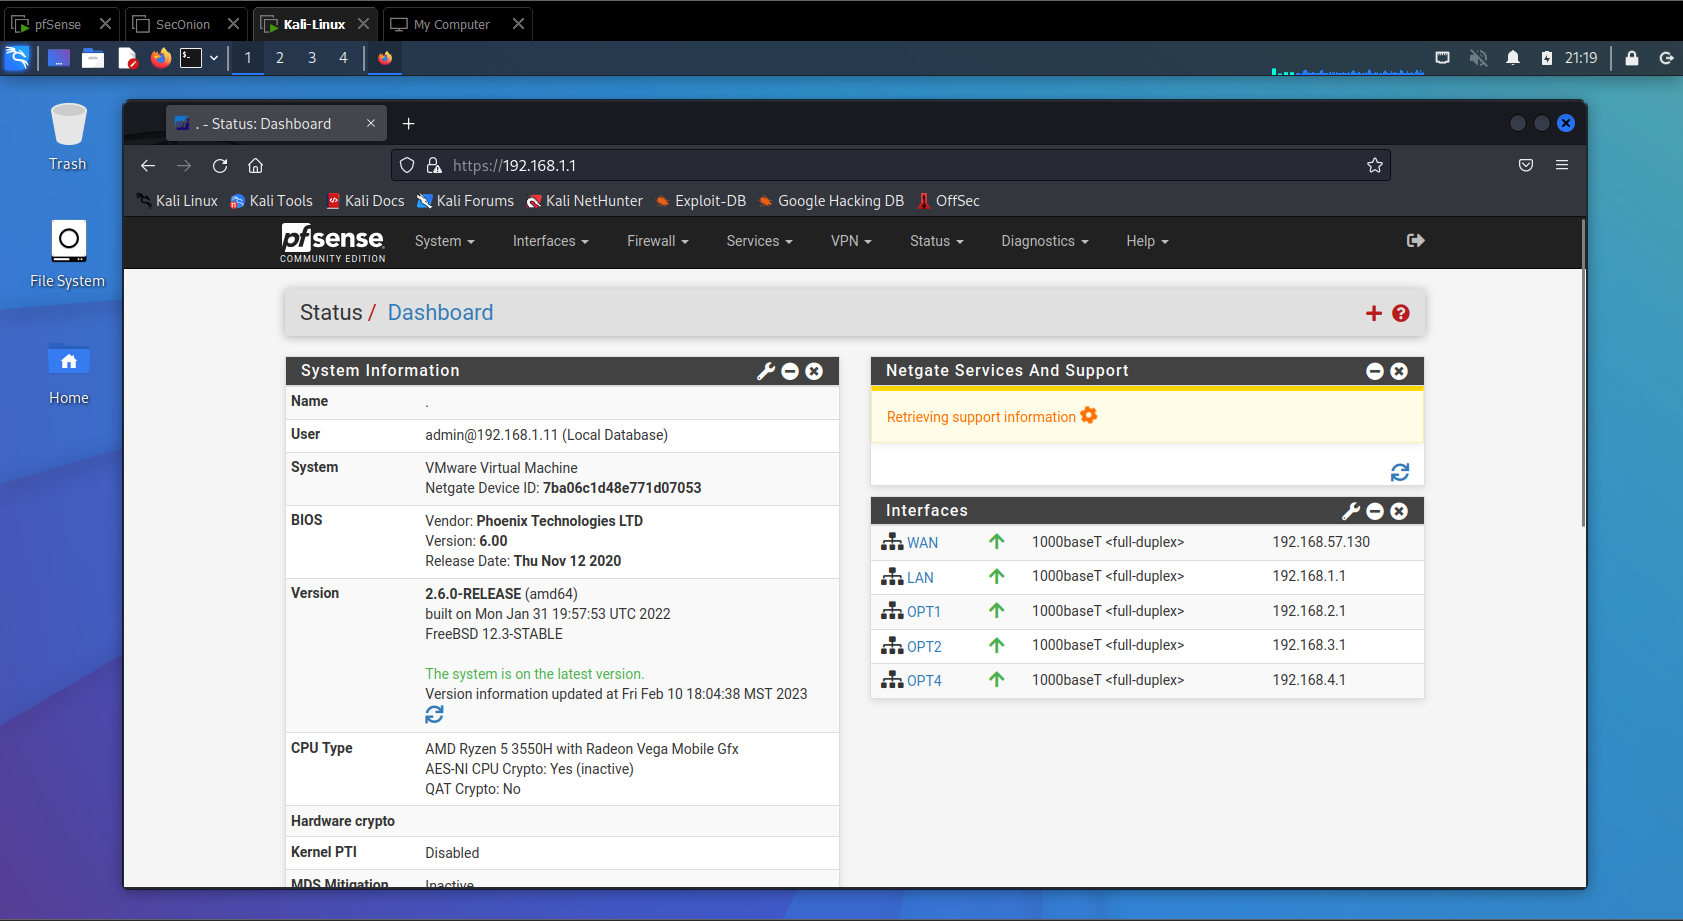 pfSense
SecOnion
Kali-Linux
My Computer
1 2 3 4
21:19
Trash
File System
Home
. - Status: Dashboard
https://192.168.1.1
Kali Linux Kali Tools Kali Docs Kali Forums Kali NetHunter Exploit-DB Google Hacking DB OffSec
pfsense
COMMUNITY EDITION
System Interfaces Firewall Services VPN Status Diagnostics Help
Status / Dashboard
System Information
Name .
User admin@192.168.1.11 (Local Database)
System VMware Virtual Machine
Netgate Device ID: 7ba06c1d48e771d07053
BIOS Vendor: Phoenix Technologies LTD
Version: 6.00
Release Date: Thu Nov 12 2020
Version 2.6.0-RELEASE (amd64)
built on Mon Jan 31 19:57:53 UTC 2022
FreeBSD 12.3-STABLE
The system is on the latest version.
Version information updated at Fri Feb 10 18:04:38 MST 2023
CPU Type AMD Ryzen 5 3550H with Radeon Vega Mobile Gfx
AES-NI CPU Crypto: Yes (inactive)
QAT Crypto: No
Hardware crypto
Kernel PTI Disabled
MDS Mitigation Inactive
Netgate Services And Support
Retrieving support information
Interfaces
WAN 1000baseT <full-duplex> 192.168.57.130
LAN 1000baseT <full-duplex> 192.168.1.1
OPT1 1000baseT <full-duplex> 192.168.2.1
OPT2 1000baseT <full-duplex> 192.168.3.1
OPT4 1000baseT <full-duplex> 192.168.4.1